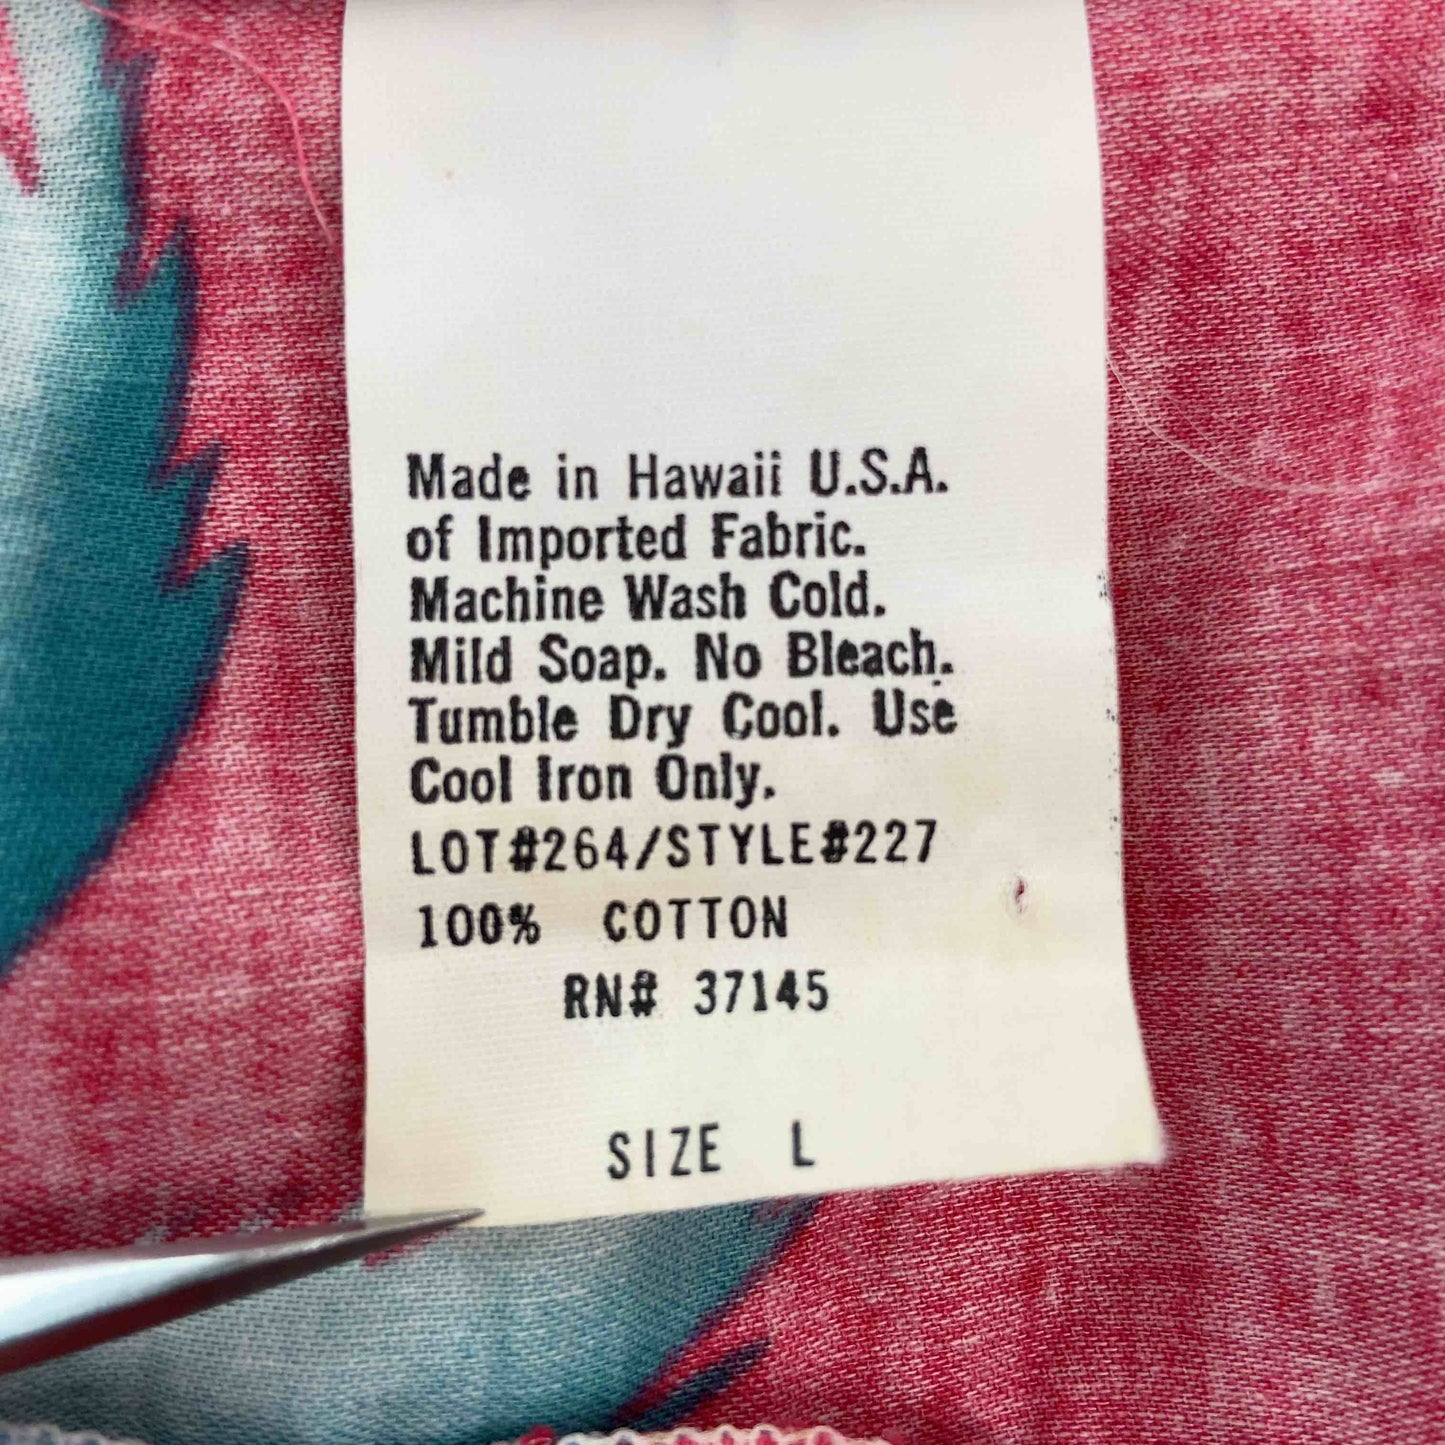 Made in Hawaii U.S.A.
of Imported Fabric.
Machine Wash Cold.
Mild Soap. No Bleach.
Tumble Dry Cool. Use
Cool Iron Only.
LOT#264/STYLE#227
100% COTTON
RN# 37145
SIZE L